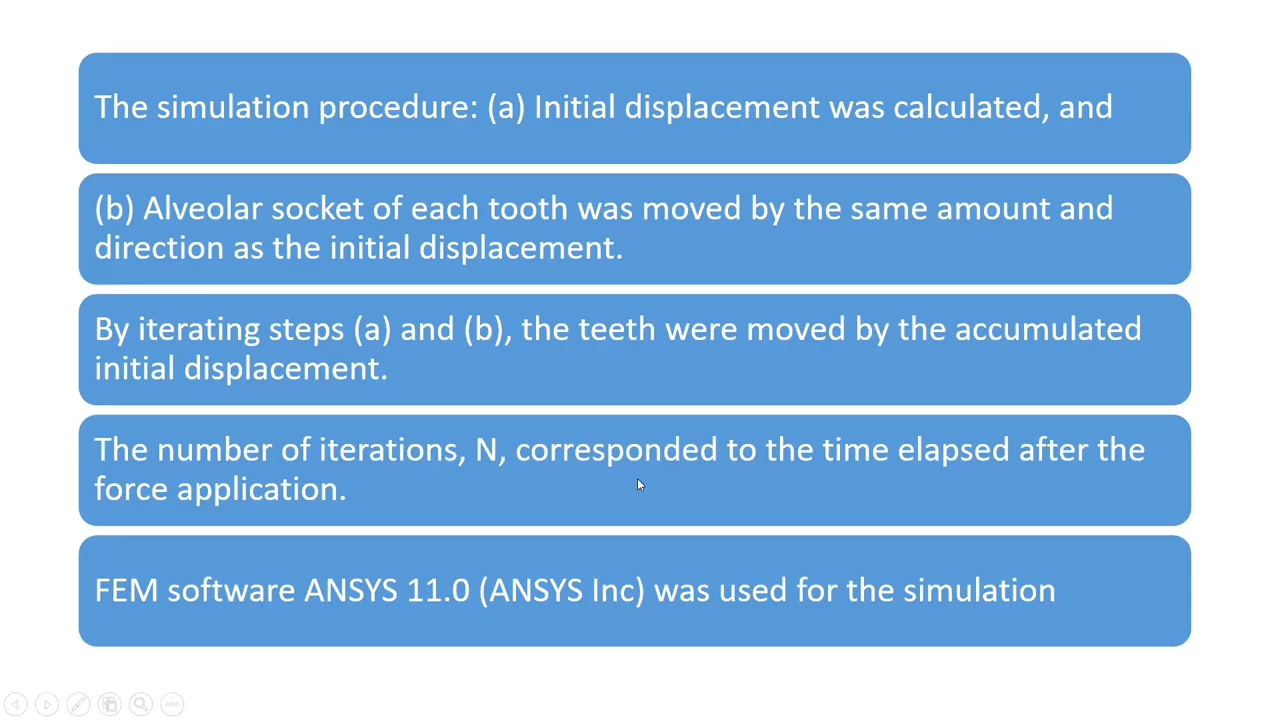 The simulation procedure: (a) Initial displacement was calculated, and
(b) Alveolar socket of each tooth was moved by the same amount and
direction as the initial displacement.
By iterating steps (a) and (b), the teeth were moved by the accumulated
initial displacement.
The number of iterations, N, corresponded to the time elapsed after the
force application.
FEM software ANSYS 11.0 (ANSYS Inc) was used for the simulation